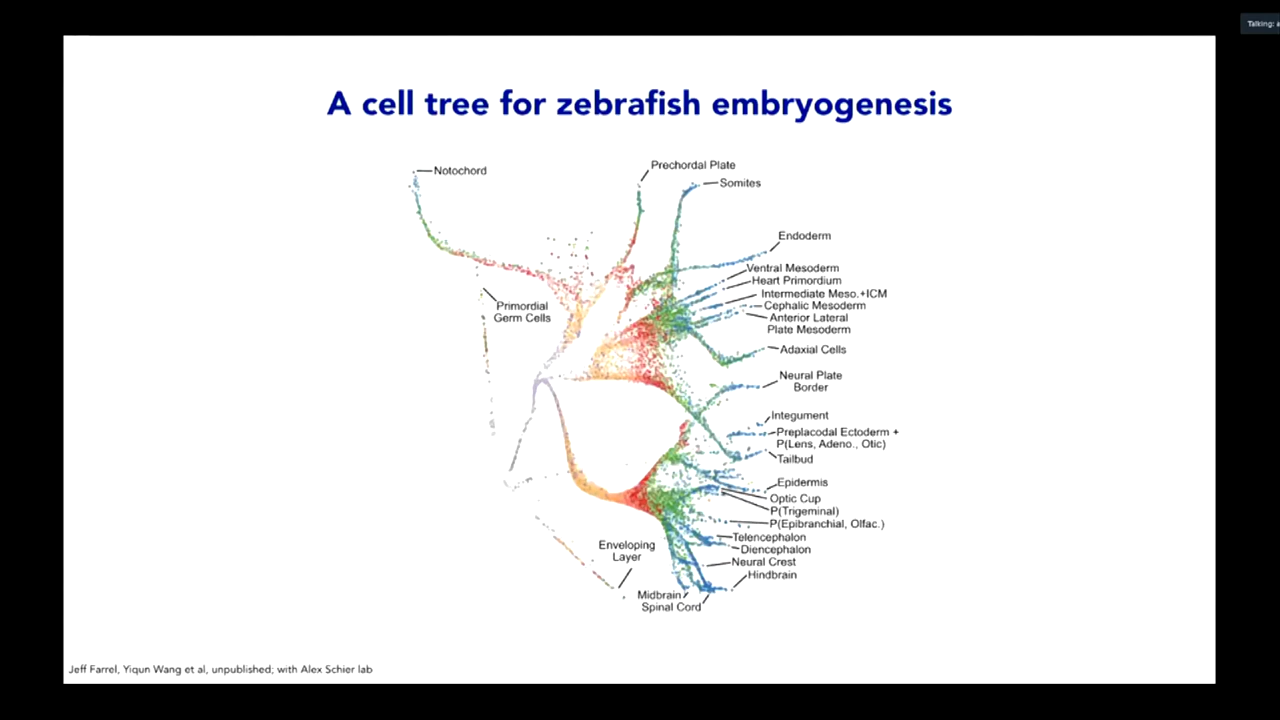 Talking:
A cell tree for zebrafish embryogenesis
Prechordal Plate
Notochord
Somites
Endoderm
Ventral Mesoderm
Heart Primordium
Intermediate Meso.+ICM
Cephalic Mesoderm
Primordial
Germ Cells
Anterior Lateral
Plate Mesoderm
Adaxial Cells
Neural Plate
Border
Integument
Preplacodal Ectoderm +
P(Lens, Adeno., Otic)
Tailbud
Epidermis
Optic Cup
P(Trigeminal)
P(Epibranchial, Olfac.)
Telencephalon
Enveloping
Layer
Diencephalon
Neural Crest
Hindbrain
Midbrain
Spinal Cord
Jeff Farrel, Yiqun Wang et al, unpublished; with Alex Schier lab